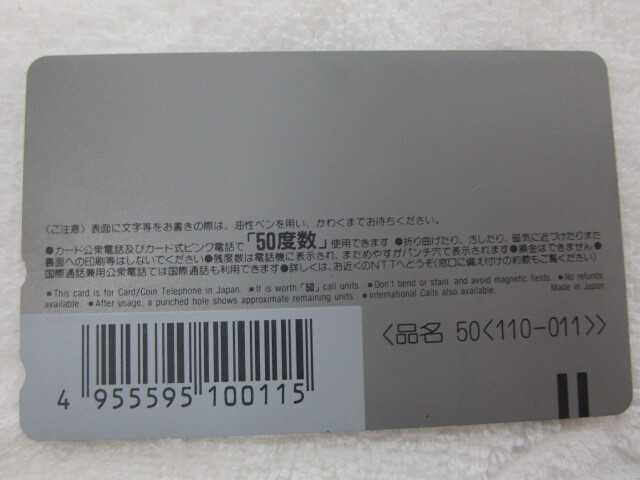 〈ご注意〉表面に文字等をお書きの際は、油性ペンを用い、かわくまでお待ちください。
●カード公衆電話及びカード式ピンク電話で「50度数」使用できます ●折り曲げたり、汚したり、磁気に近づけたりまた
裏面への印刷等はしないでください●残度数は電話機に表示され、まためやすがパンチ穴で表示されます●換金はできません●
国際通話兼用公衆電話では国際通話も利用できます●詳しくは、お近くのNTTへどうぞ(窓口に備え付けの約款もご覧ください)
■This card is for Card/Coin Telephone in Japan. ■It is worth「50」call units ■Don't bend or stain and avoid magnetic fields. ■No refunds
available. ■After usage, a punched hole shows approximate remaining units. ■International Calls also available. Made in Japan
〈品名 50〈110-011〉〉
4 955595 100115